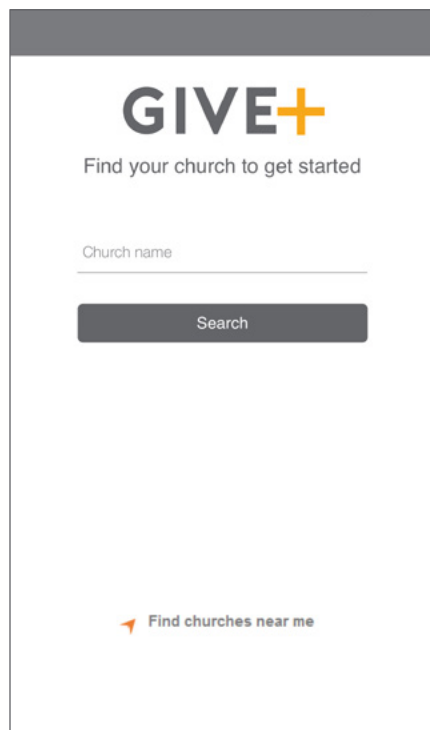 GIVE+
Find your church to get started
Church name
Search
Find churches near me